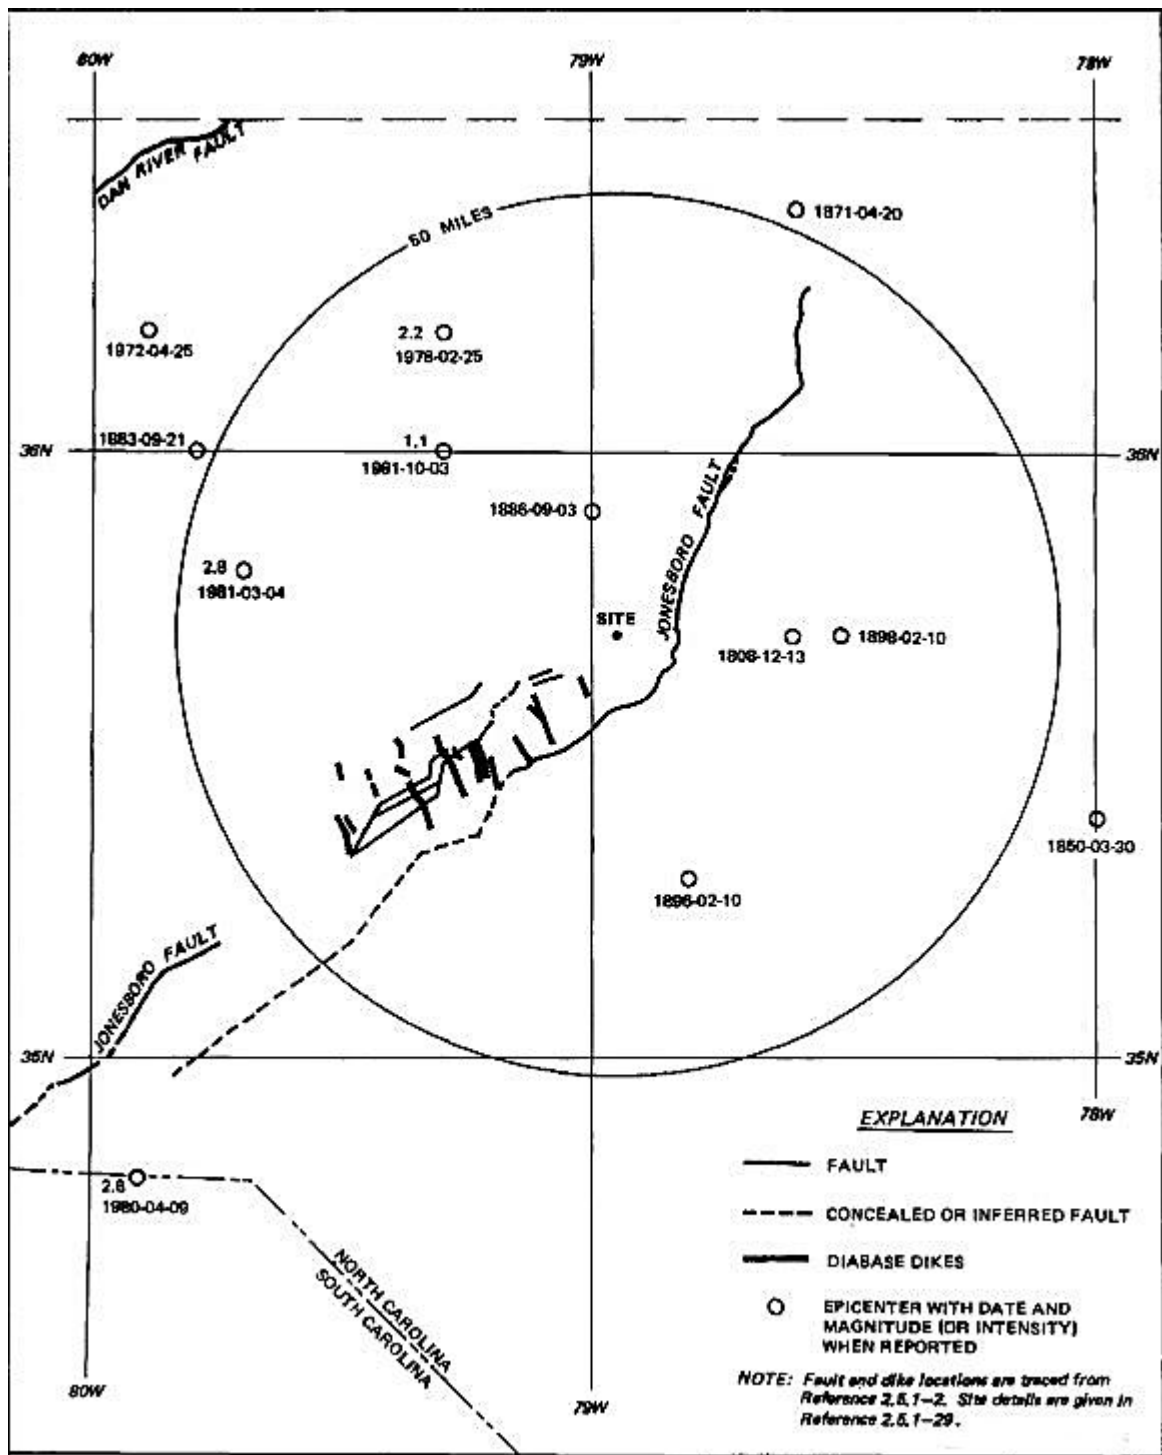 80W
79W
78W
DAN RIVER FAULT
50 MILES
1871-04-20
1972-04-25
2.2
1978-02-25
1883-09-21
36N
1.1
1981-10-03
36N
1886-09-03
JONESBORO FAULT
2.8
1981-03-04
SITE
1808-12-13
1898-02-10
1850-03-30
1896-02-10
JONESBORO FAULT
35N
35N
78W
2.8
1980-04-09
NORTH CAROLINA
SOUTH CAROLINA
80W
79W
EXPLANATION
FAULT
CONCEALED OR INFERRED FAULT
DIABASE DIKES
EPICENTER WITH DATE AND
MAGNITUDE (OR INTENSITY)
WHEN REPORTED
NOTE: Fault and dike locations are traced from
Reference 2.5.1-2. Site details are given in
Reference 2.5.1-29.